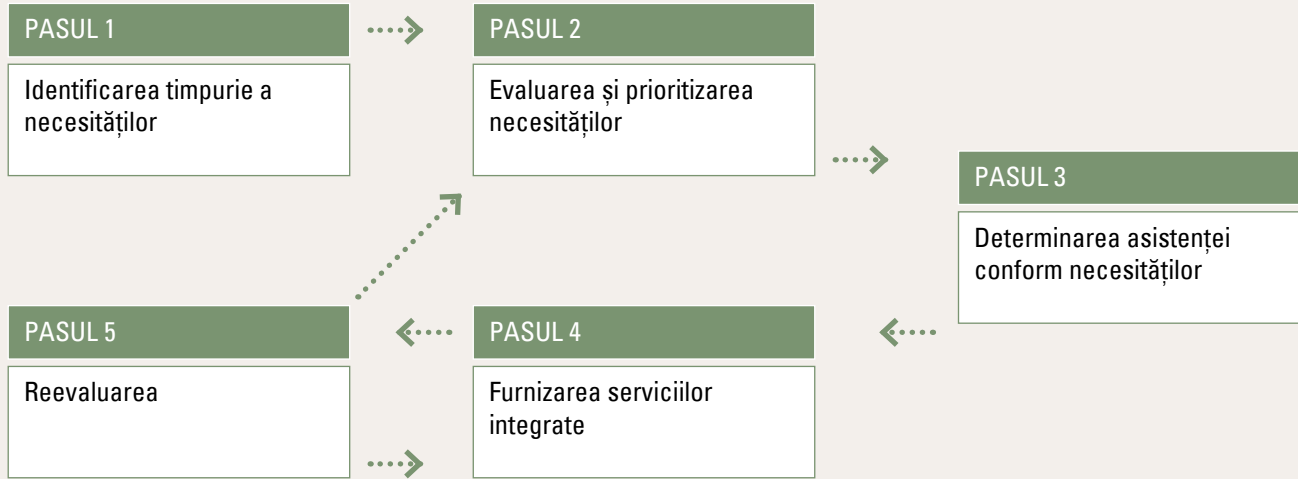 PASUL 1
Identificarea timpurie a
necesităților
PASUL 2
Evaluarea și prioritizarea
necesităților
PASUL 3
Determinarea asistenței
conform necesităților
PASUL 4
Furnizarea serviciilor
integrate
PASUL 5
Reevaluarea